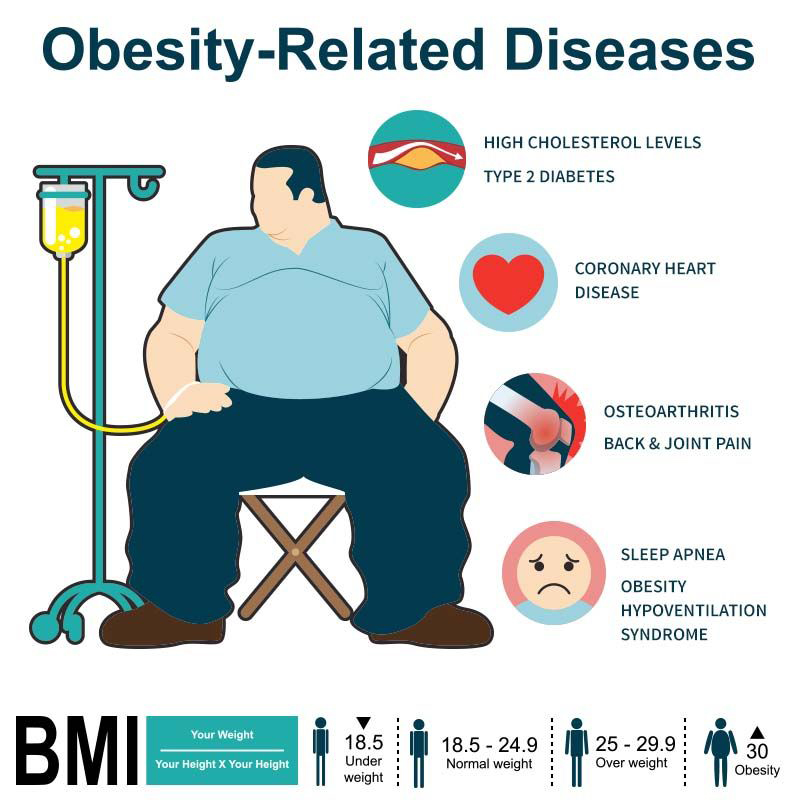 Obesity-Related Diseases
HIGH CHOLESTEROL LEVELS
TYPE 2 DIABETES
CORONARY HEART
DISEASE
OSTEOARTHRITIS
BACK & JOINT PAIN
SLEEP APNEA
OBESITY
HYPOVENTILATION
SYNDROME
BMI
Your Weight
Your Height X Your Height
18.5
Under
weight
18.5 - 24.9
Normal weight
25 - 29.9
Over weight
30
Obesity